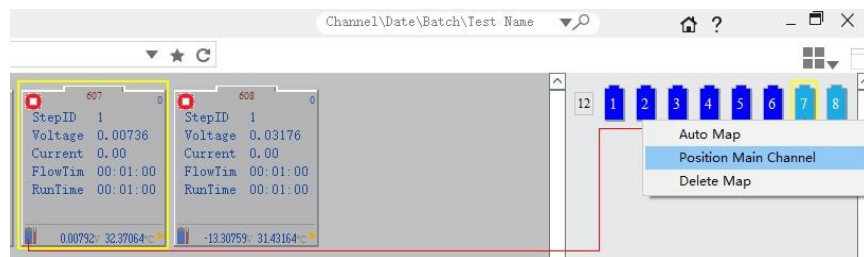 Channel\Date\Batch\Test Name
?
607 0
StepID 1
Voltage 0.00736
Current 0.00
FlowTim 00:01:00
RunTime 00:01:00
0.00792V 32.37064°C
608 0
StepID 1
Voltage 0.03176
Current 0.00
FlowTim 00:01:00
RunTime 00:01:00
-13.30759V 31.43164°C
12 1 2 3 4 5 6 7 8
Auto Map
Position Main Channel
Delete Map